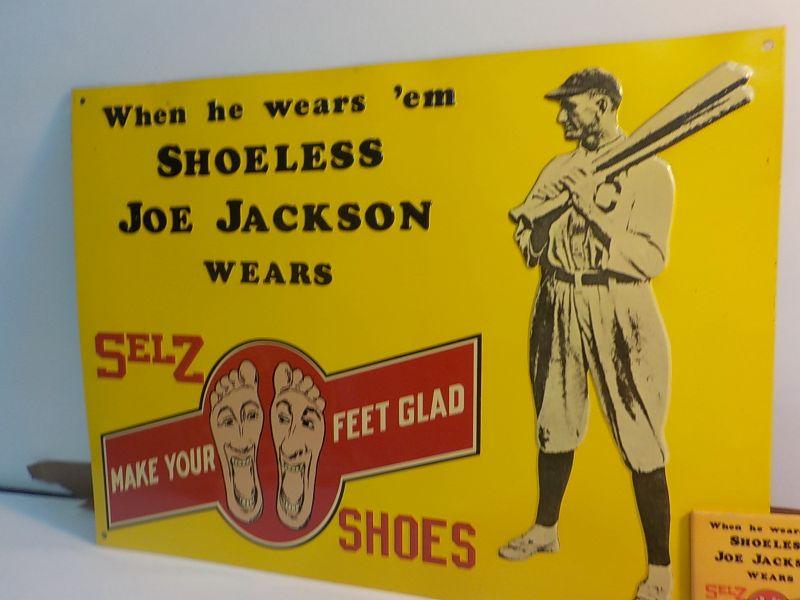 When he wears 'em
SHOELESS
JOE JACKSON
WEARS
SELZ
MAKE YOUR FEET GLAD
SHOES
C
When he wear
SHOELES
JOE JACKS
WEARS
SELZ